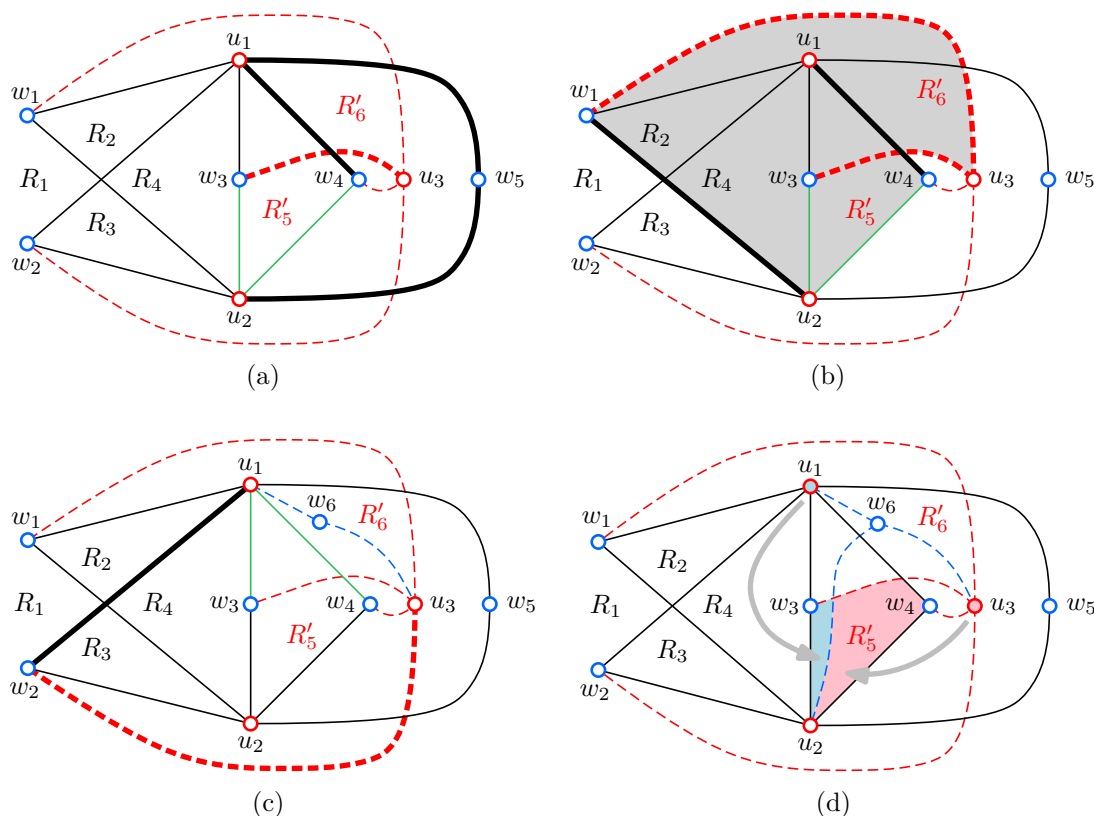 u₁
w₁
R₂
R′₆
R₁
R₄
w₃
w₄
u₃
w₅
R₃
R′₅
w₂
u₂
(a)
u₁
w₁
R₂
R′₆
R₁
R₄
w₃
w₄
u₃
w₅
R₃
R′₅
w₂
u₂
(b)
u₁
w₆
w₁
R′₆
R₂
R₁
R₄
w₃
w₄
u₃
w₅
R₃
R′₅
w₂
u₂
(c)
u₁
w₆
w₁
R′₆
R₂
R₁
R₄
w₃
w₄
u₃
w₅
R₃
R′₅
w₂
u₂
(d)